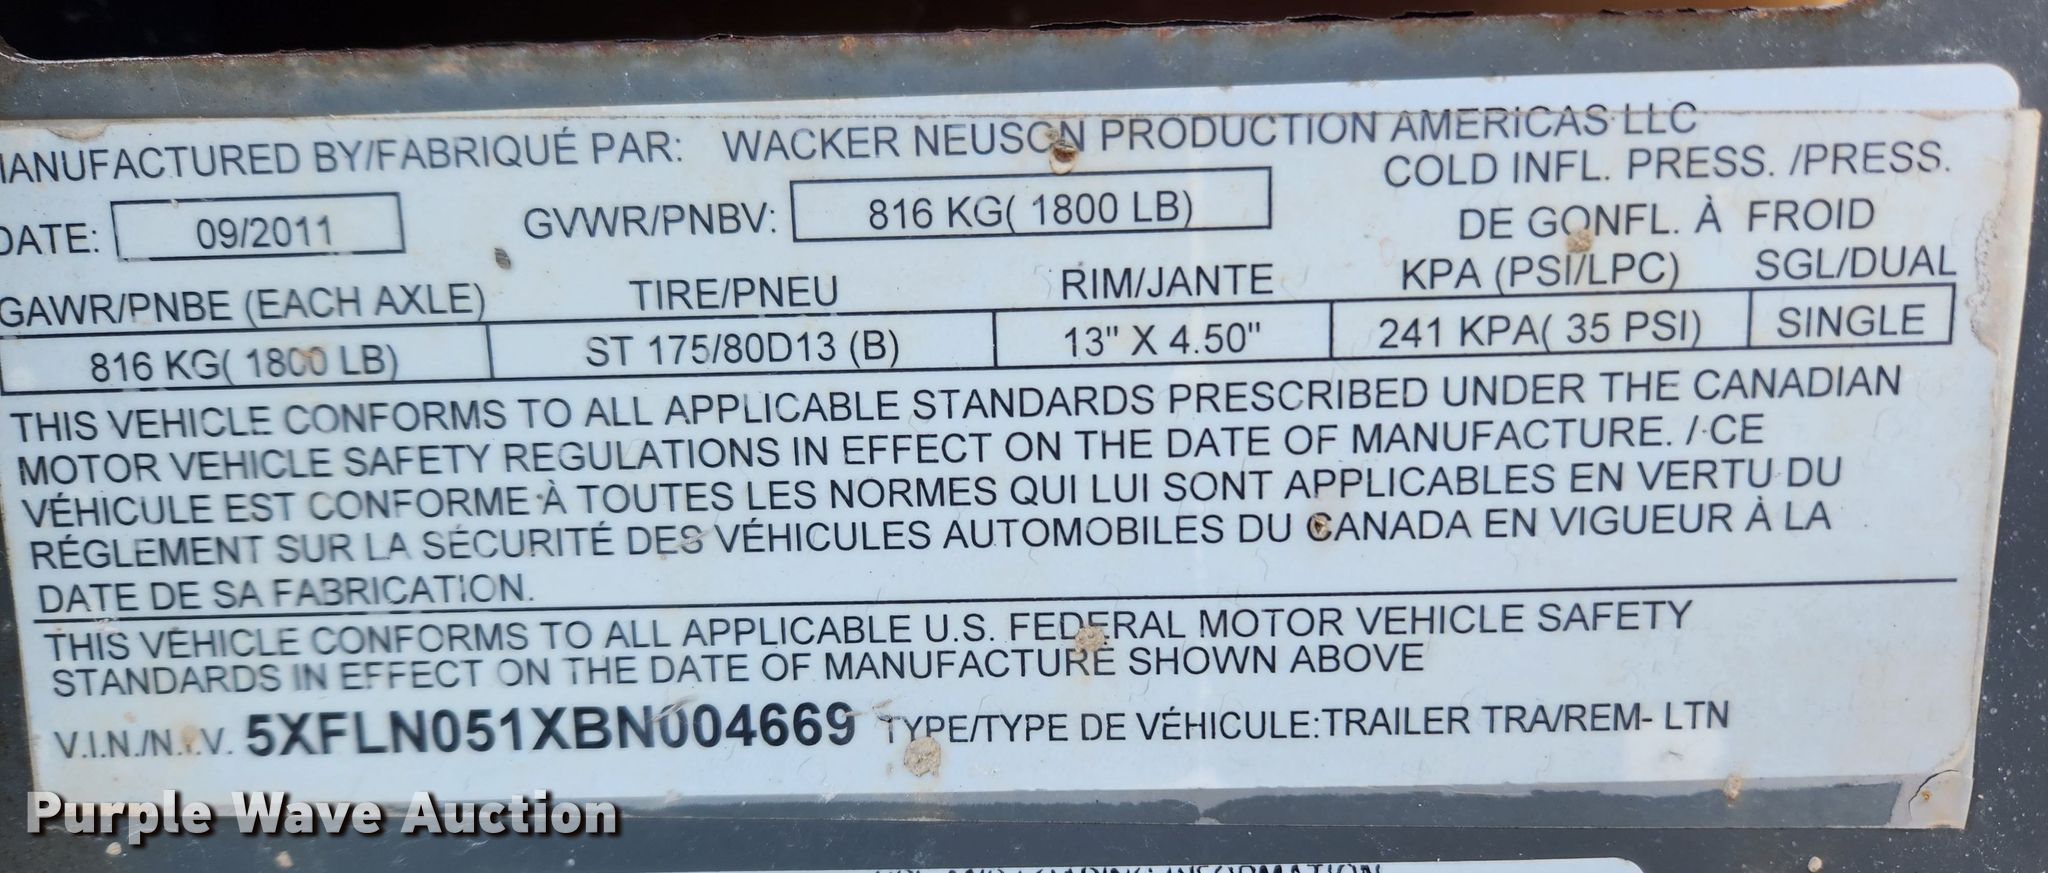 MANUFACTURED BY/FABRIQUÉ PAR: WACKER NEUSON PRODUCTION AMERICAS LLC
COLD INFL. PRESS. /PRESS.
DATE: 09/2011 GVWR/PNBV: 816 KG( 1800 LB)
DE GONFL. À FROID
GAWR/PNBE (EACH AXLE) TIRE/PNEU RIM/JANTE KPA (PSI/LPC) SGL/DUAL
816 KG( 1800 LB) ST 175/80D13 (B) 13" X 4.50" 241 KPA( 35 PSI) SINGLE
THIS VEHICLE CONFORMS TO ALL APPLICABLE STANDARDS PRESCRIBED UNDER THE CANADIAN
MOTOR VEHICLE SAFETY REGULATIONS IN EFFECT ON THE DATE OF MANUFACTURE. / CE
VÉHICULE EST CONFORME À TOUTES LES NORMES QUI LUI SONT APPLICABLES EN VERTU DU
RÉGLEMENT SUR LA SÉCURITÉ DES VÉHICULES AUTOMOBILES DU CANADA EN VIGUEUR À LA
DATE DE SA FABRICATION.
THIS VEHICLE CONFORMS TO ALL APPLICABLE U.S. FEDERAL MOTOR VEHICLE SAFETY
STANDARDS IN EFFECT ON THE DATE OF MANUFACTURE SHOWN ABOVE
V.I.N./N.I.V. 5XFLN051XBN004669 TYPE/TYPE DE VÉHICULE:TRAILER TRA/REM- LTN
Purple Wave Auction
LOADING INFORMATION